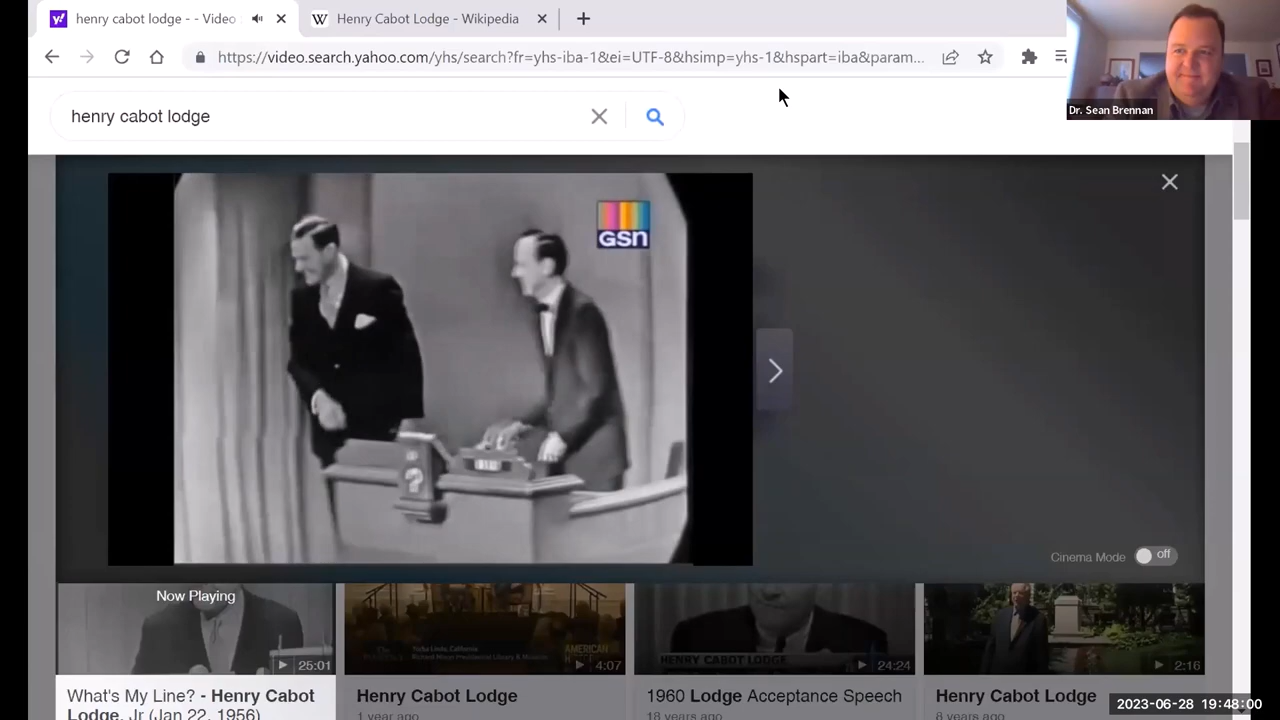 henry cabot lodge - - Video
Henry Cabot Lodge - Wikipedia
https://video.search.yahoo.com/yhs/search?fr=yhs-iba-1&ei=UTF-8&hsimp=yhs-1&hspart=iba&param...
Dr. Sean Brennan
henry cabot lodge
GSN
?
Cinema Mode off
Now Playing
25:01
4:07
HENRY CABOT LODGE
24:24
2:16
What's My Line? - Henry Cabot
Lodge, Jr (Jan 22, 1956)
Henry Cabot Lodge
1 year ago
1960 Lodge Acceptance Speech
18 years ago
Henry Cabot Lodge
8 years ago
2023-06-28 19:48:00